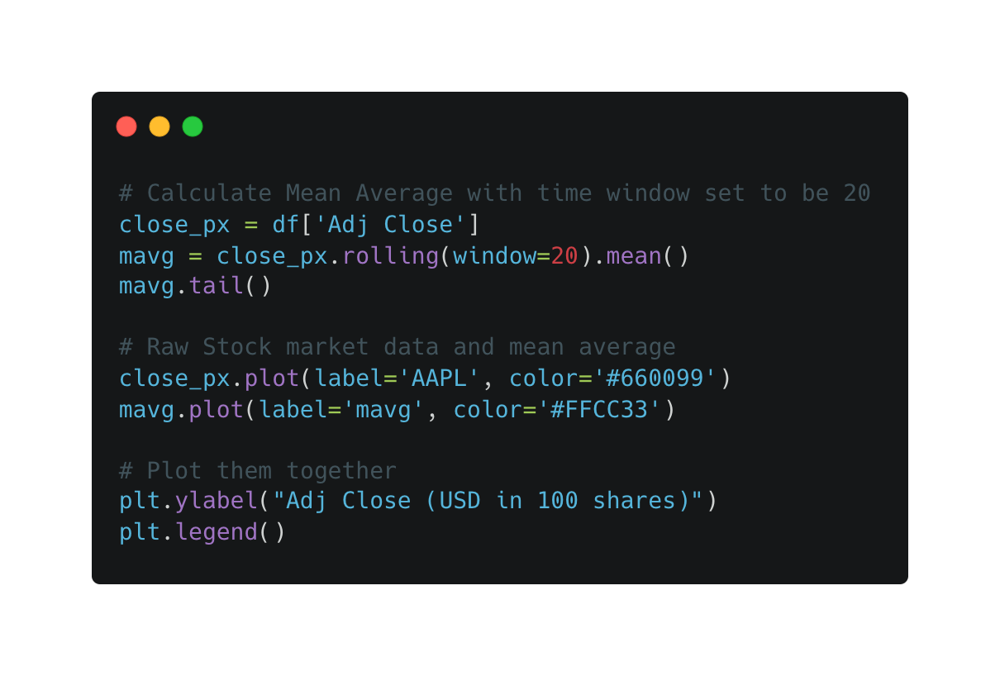 # Calculate Mean Average with time window set to be 20
close_px = df['Adj Close']
mavg = close_px.rolling(window=20).mean()
mavg.tail()
# Raw Stock market data and mean average
close_px.plot(label='AAPL', color='#660099')
mavg.plot(label='mavg', color='#FFCC33')
# Plot them together
plt.ylabel("Adj Close (USD in 100 shares)")
plt.legend()